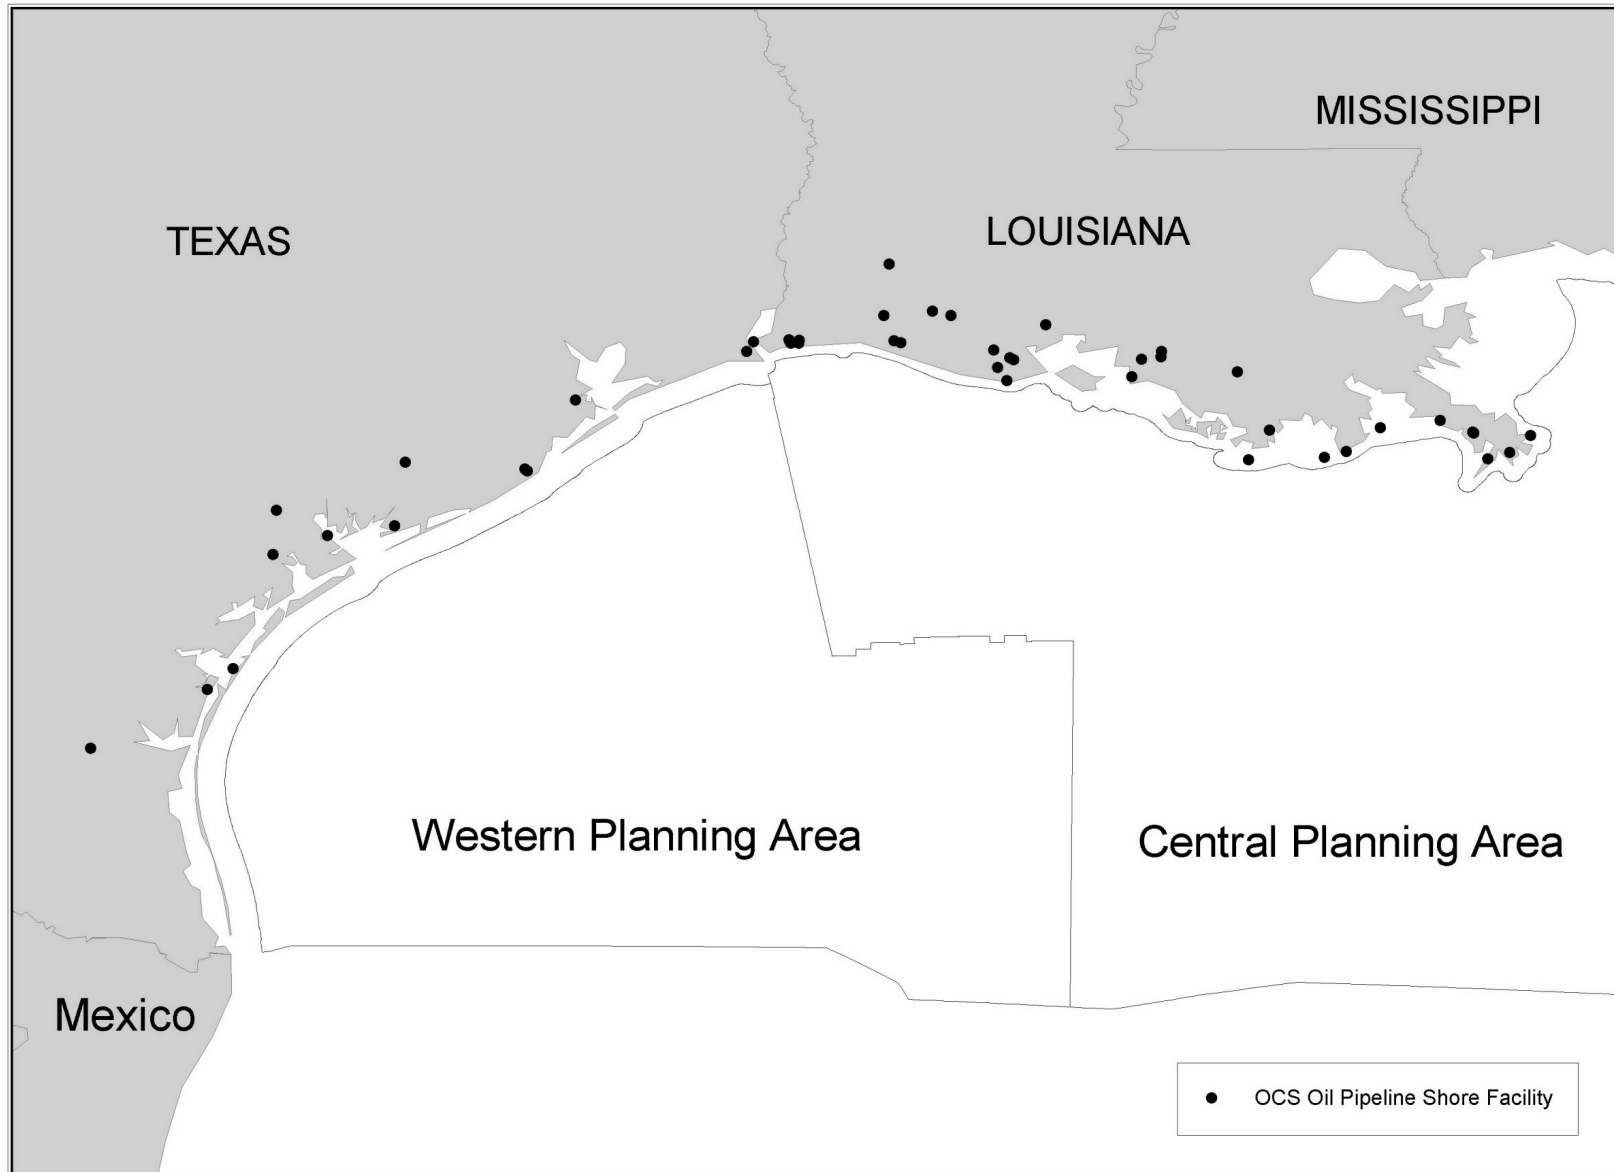 MISSISSIPPI
LOUISIANA
TEXAS
Western Planning Area
Central Planning Area
Mexico
OCS Oil Pipeline Shore Facility